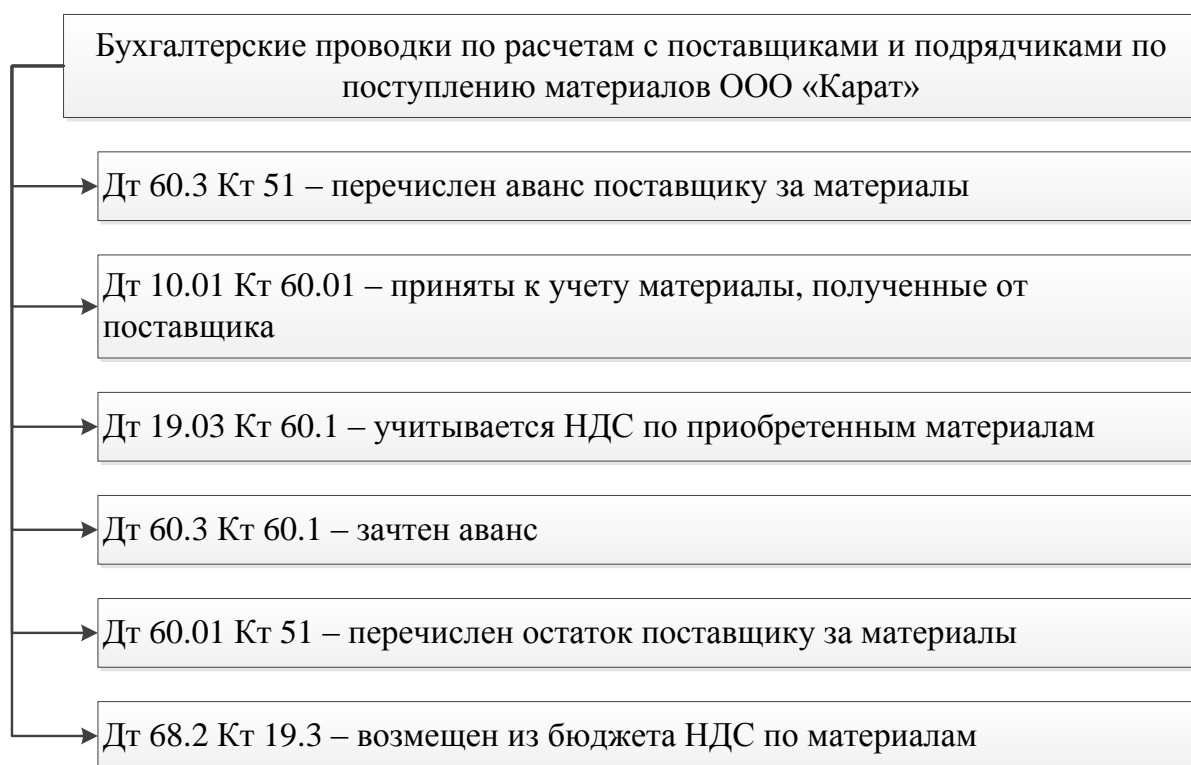 Бухгалтерские проводки по расчетам с поставщиками и подрядчиками по
поступлению материалов ООО «Карат»
Дт 60.3 Кт 51 – перечислен аванс поставщику за материалы
Дт 10.01 Кт 60.01 – приняты к учету материалы, полученные от
поставщика
Дт 19.03 Кт 60.1 – учитывается НДС по приобретенным материалам
Дт 60.3 Кт 60.1 – зачтен аванс
Дт 60.01 Кт 51 – перечислен остаток поставщику за материалы
Дт 68.2 Кт 19.3 – возмещен из бюджета НДС по материалам